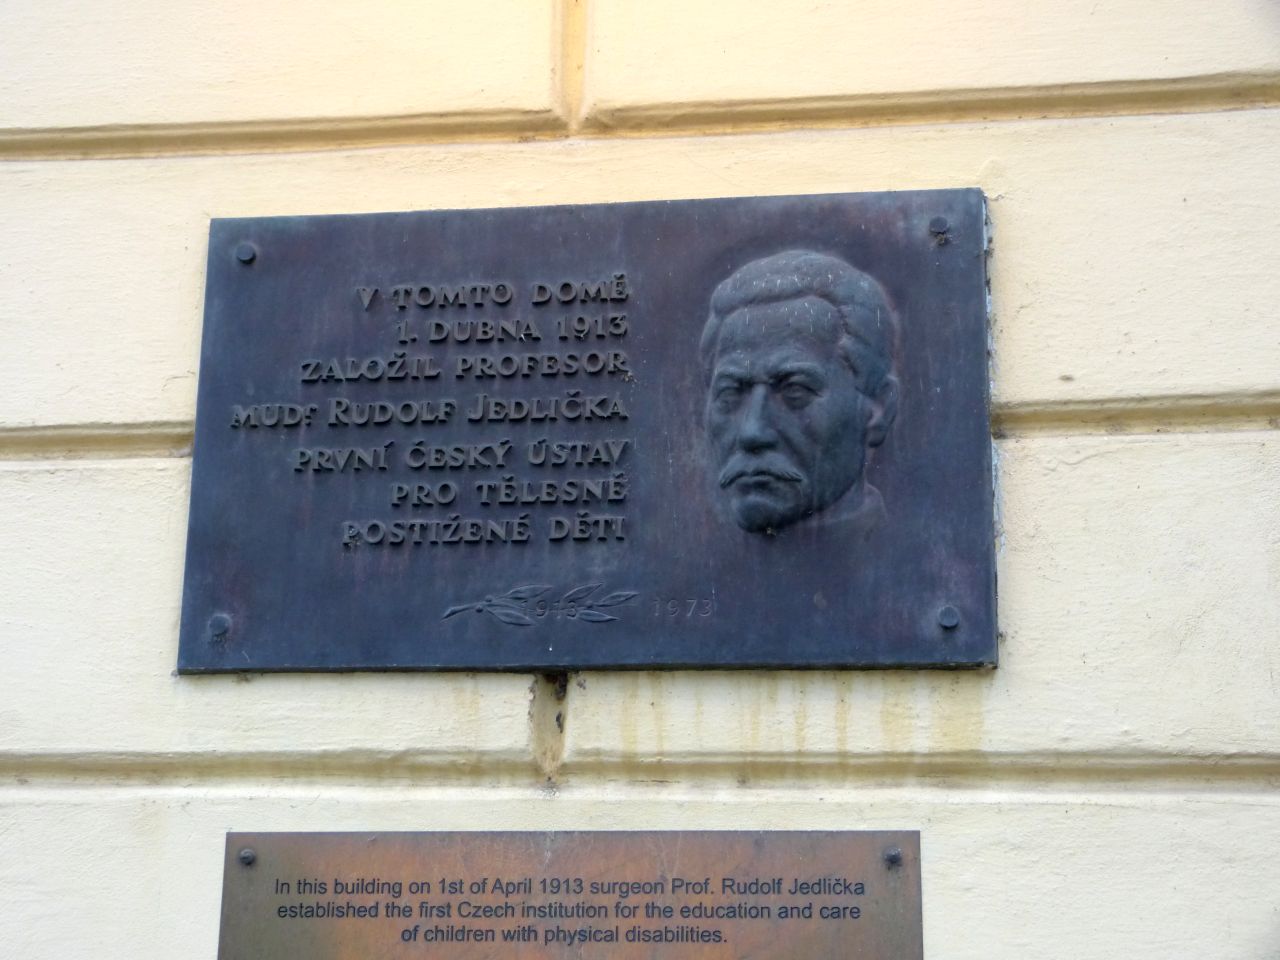 V TOMTO DOMĚ
1. DUBNA 1913
ZALOŽIL PROFESOR
MUDr RUDOLF JEDLIČKA
PRVNÍ ČESKÝ ÚSTAV
PRO TĚLESNĚ
POSTIŽENÉ DĚTI
1913 1973
In this building on 1st of April 1913 surgeon Prof. Rudolf Jedlička
established the first Czech institution for the education and care
of children with physical disabilities.